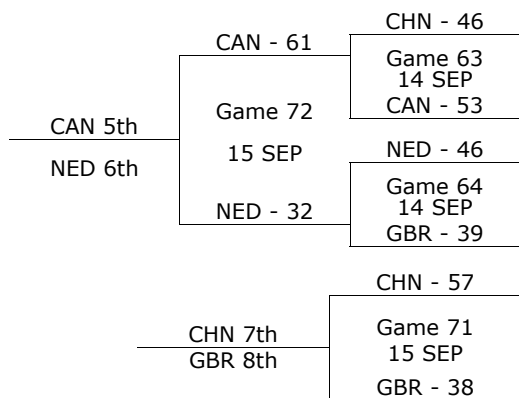 CHN - 46
CAN - 61
Game 63
14 SEP
CAN - 53
Game 72
CAN 5th
15 SEP
NED - 46
NED 6th
Game 64
14 SEP
NED - 32
GBR - 39
CHN - 57
CHN 7th
Game 71
GBR 8th
15 SEP
GBR - 38